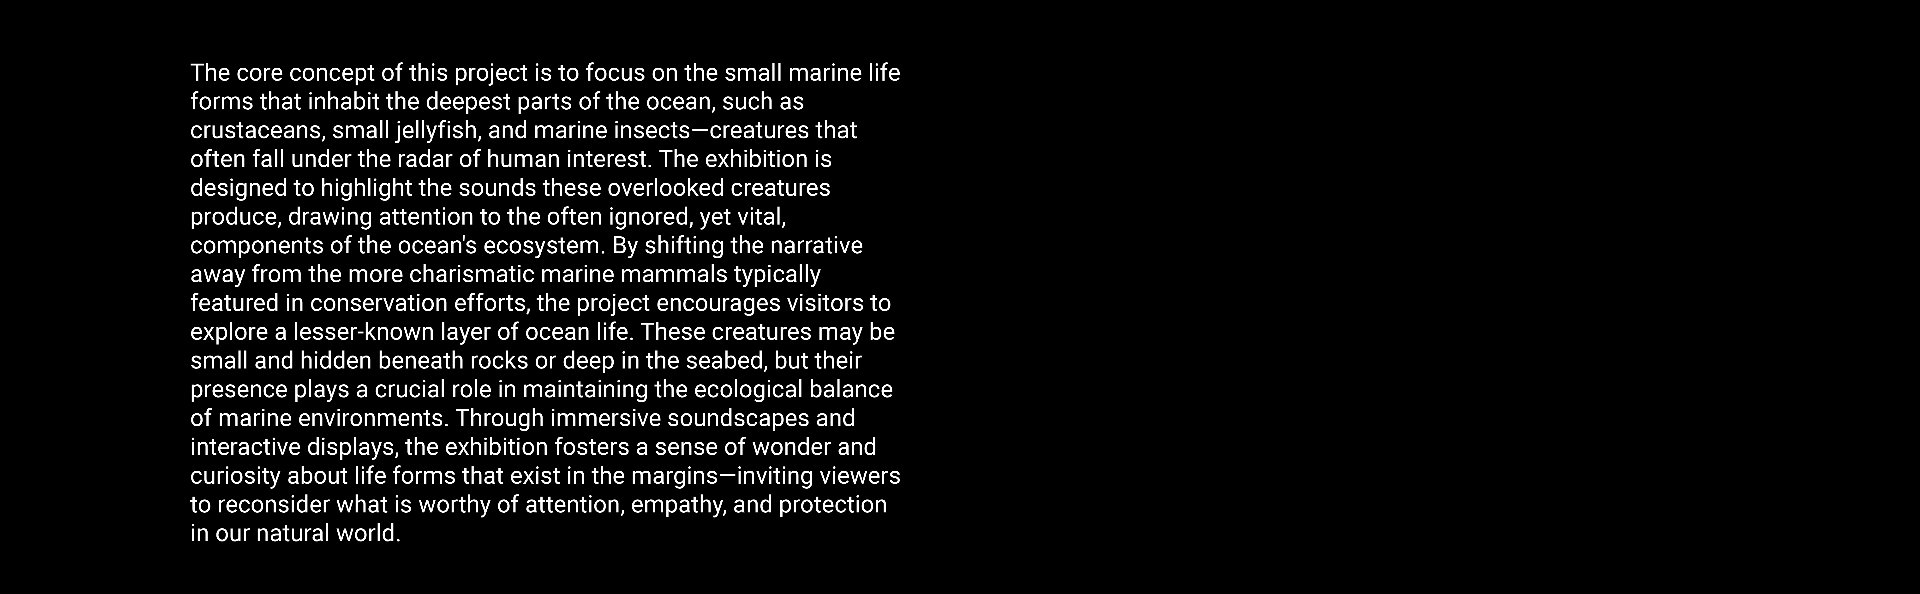 The core concept of this project is to focus on the small marine life
forms that inhabit the deepest parts of the ocean, such as
crustaceans, small jellyfish, and marine insects—creatures that
often fall under the radar of human interest. The exhibition is
designed to highlight the sounds these overlooked creatures
produce, drawing attention to the often ignored, yet vital,
components of the ocean's ecosystem. By shifting the narrative
away from the more charismatic marine mammals typically
featured in conservation efforts, the project encourages visitors to
explore a lesser-known layer of ocean life. These creatures may be
small and hidden beneath rocks or deep in the seabed, but their
presence plays a crucial role in maintaining the ecological balance
of marine environments. Through immersive soundscapes and
interactive displays, the exhibition fosters a sense of wonder and
curiosity about life forms that exist in the margins—inviting viewers
to reconsider what is worthy of attention, empathy, and protection
in our natural world.